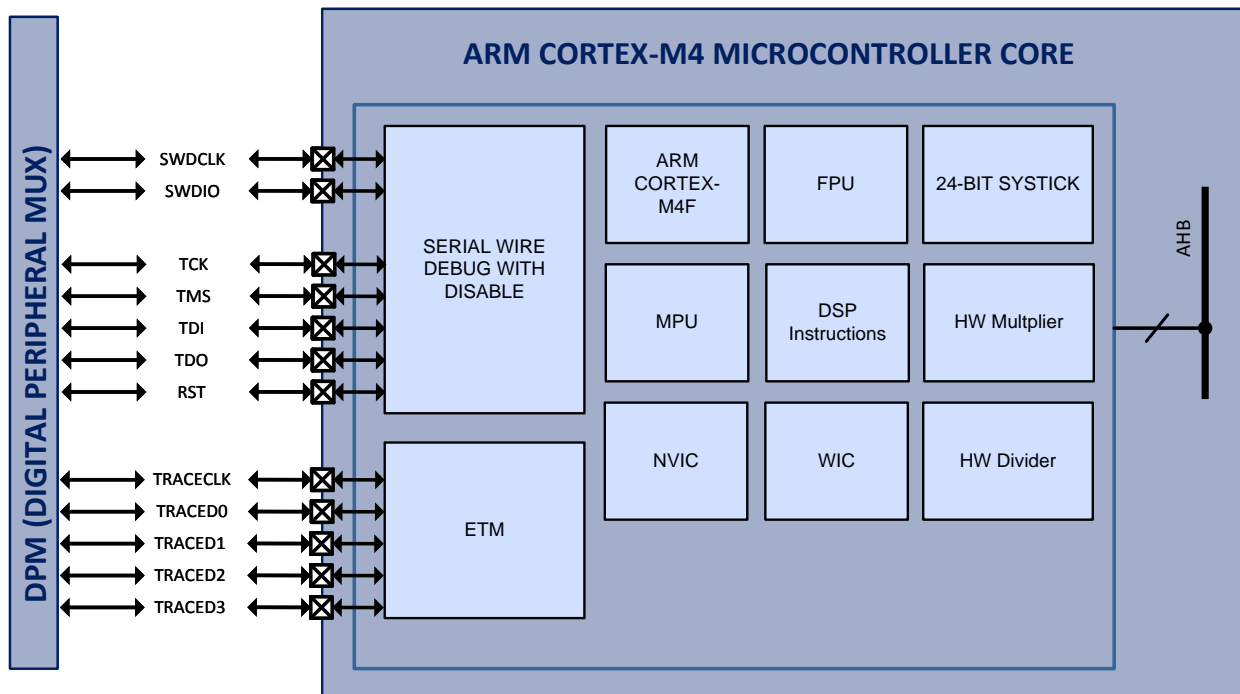 ARM CORTEX-M4 MICROCONTROLLER CORE
DPM (DIGITAL PERIPHERAL MUX)
SWDCLK
SWDIO
TCK
TMS
TDI
TDO
RST
TRACECLK
TRACED0
TRACED1
TRACED2
TRACED3
SERIAL WIRE
DEBUG WITH
DISABLE
ETM
ARM
CORTEX-
M4F
FPU
24-BIT SYSTICK
MPU
DSP
Instructions
HW Multplier
NVIC
WIC
HW Divider
AHB